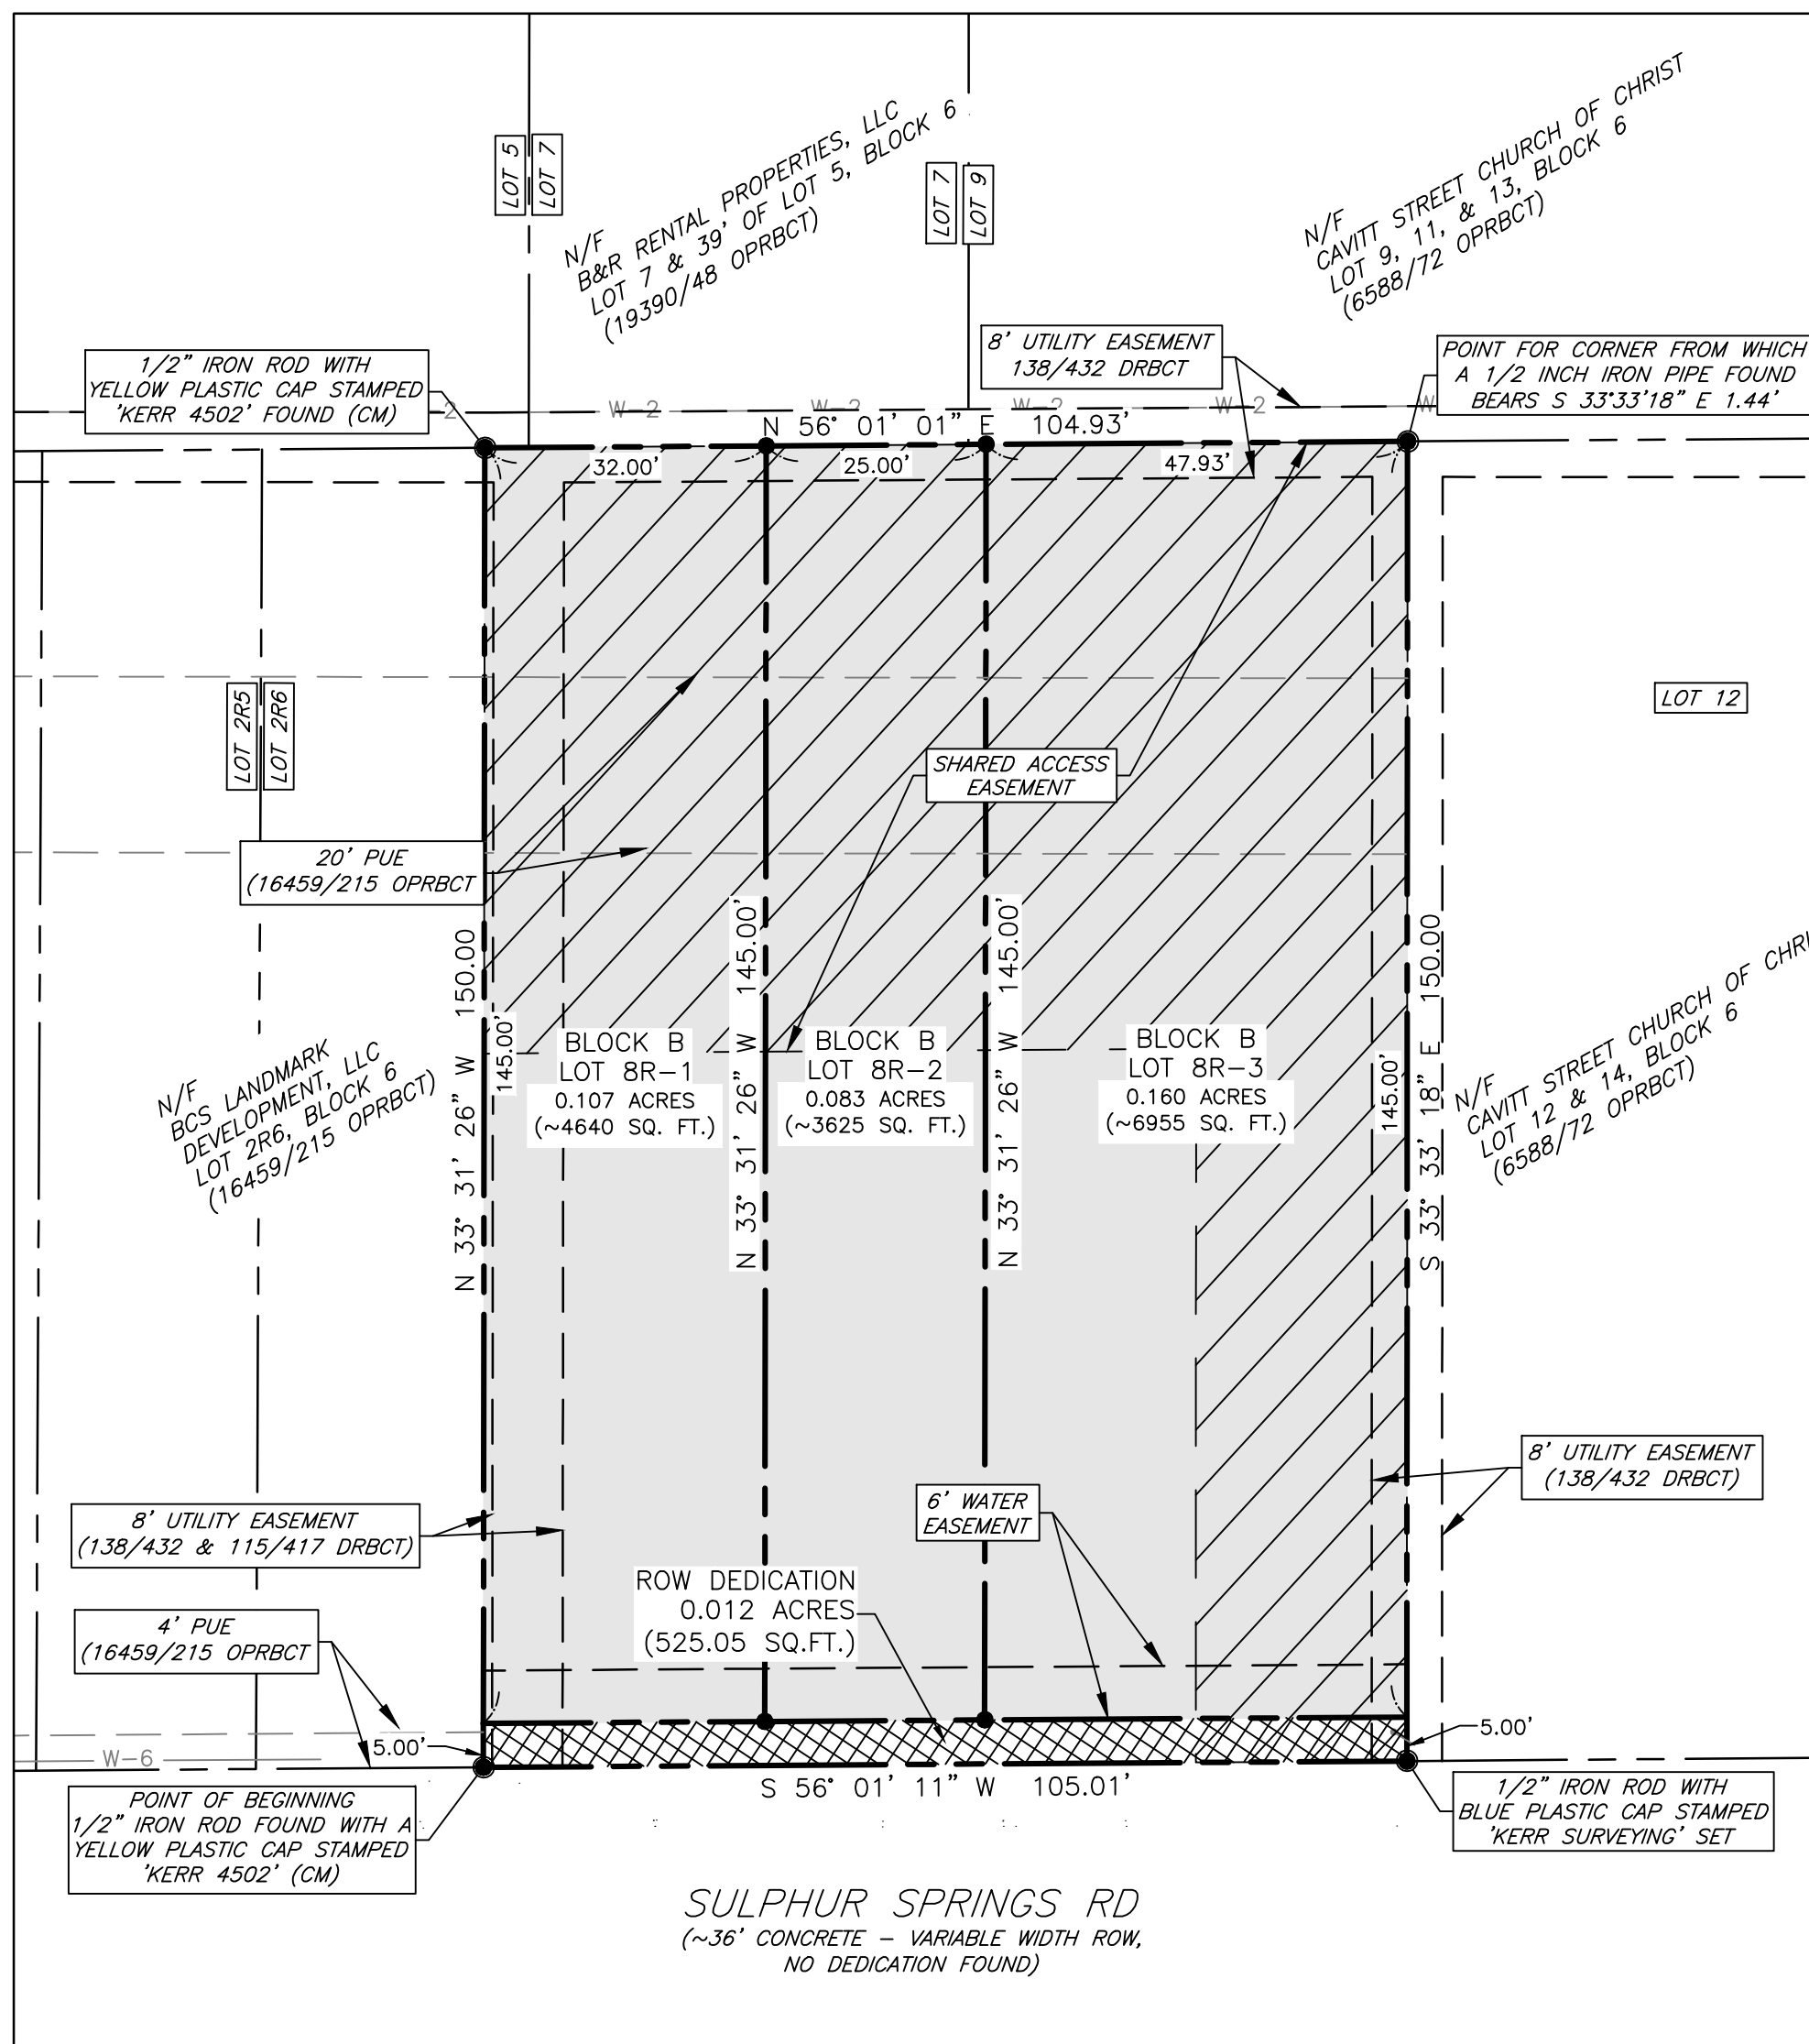 LOT 5
LOT 7
N/F
B&R RENTAL PROPERTIES, LLC
LOT 7 & 39' OF LOT 5, BLOCK 6
(19390/48 OPRBCT)
LOT 7
LOT 9
N/F
CAVITT STREET CHURCH OF CHRIST
LOT 9, 11, & 13, BLOCK 6
(6588/72 OPRBCT)
1/2" IRON ROD WITH
YELLOW PLASTIC CAP STAMPED
'KERR 4502' FOUND (CM)
8' UTILITY EASEMENT
138/432 DRBCT
POINT FOR CORNER FROM WHICH
A 1/2 INCH IRON PIPE FOUND
BEARS S 33°33'18" E 1.44'
W-2
W-2
W-2
W-2
N 56° 01' 01" E 104.93'
32.00'
25.00'
47.93'
LOT 2R5
LOT 2R6
LOT 12
SHARED ACCESS
EASEMENT
20' PUE
(16459/215 OPRBCT
N 33° 31' 26" W 150.00
145.00'
N 33° 31' 26" W 145.00'
N 33° 31' 26" W 145.00'
145.00'
S 33° 33' 18" E 150.00
BLOCK B
LOT 8R-1
0.107 ACRES
(~4640 SQ. FT.)
BLOCK B
LOT 8R-2
0.083 ACRES
(~3625 SQ. FT.)
BLOCK B
LOT 8R-3
0.160 ACRES
(~6955 SQ. FT.)
N/F
BCS LANDMARK
DEVELOPMENT, LLC
LOT 2R6, BLOCK 6
(16459/215 OPRBCT)
N/F
CAVITT STREET CHURCH OF CHRI
LOT 12 & 14, BLOCK 6
(6588/72 OPRBCT)
8' UTILITY EASEMENT
(138/432 DRBCT)
6' WATER
EASEMENT
8' UTILITY EASEMENT
(138/432 & 115/417 DRBCT)
ROW DEDICATION
0.012 ACRES
(525.05 SQ.FT.)
4' PUE
(16459/215 OPRBCT
5.00'
5.00'
W-6
S 56° 01' 11" W 105.01'
POINT OF BEGINNING
1/2" IRON ROD FOUND WITH A
YELLOW PLASTIC CAP STAMPED
'KERR 4502' (CM)
1/2" IRON ROD WITH
BLUE PLASTIC CAP STAMPED
'KERR SURVEYING' SET
SULPHUR SPRINGS RD
(~36' CONCRETE – VARIABLE WIDTH ROW,
NO DEDICATION FOUND)